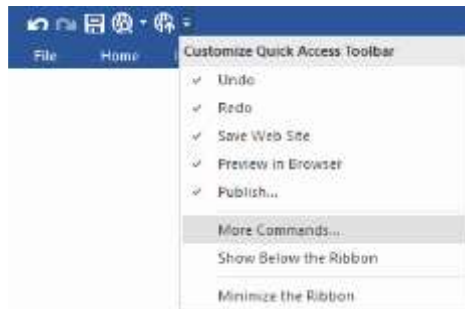 File Home
Customize Quick Access Toolbar
Undo
Redo
Save Web Site
Preview in Browser
Publish...
More Commands...
Show Below the Ribbon
Minimize the Ribbon